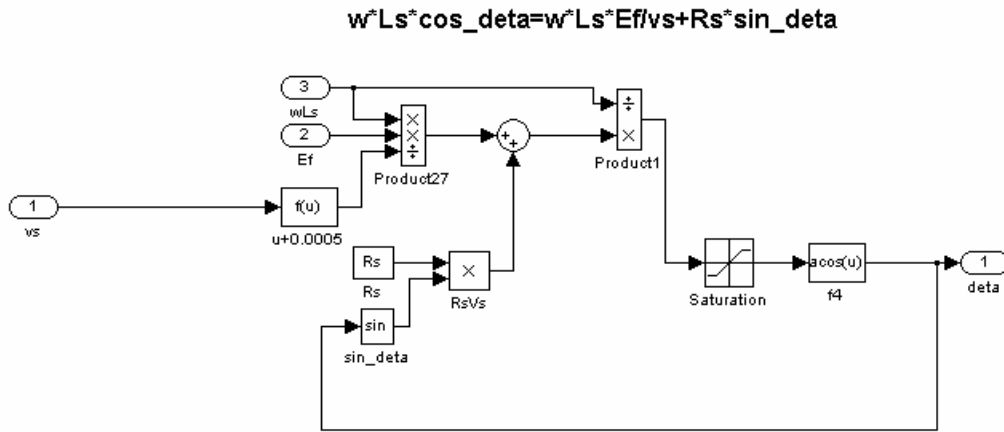 w*Ls*cos_deta=w*Ls*Ef/vs+Rs*sin_deta
3
wLs
2
Ef
×
×
÷
Product27
+
+
÷
×
Product1
1
vs
f(u)
u+0.0005
Rs
Rs
×
RsVs
sin
sin_deta
Saturation
acos(u)
f4
1
deta